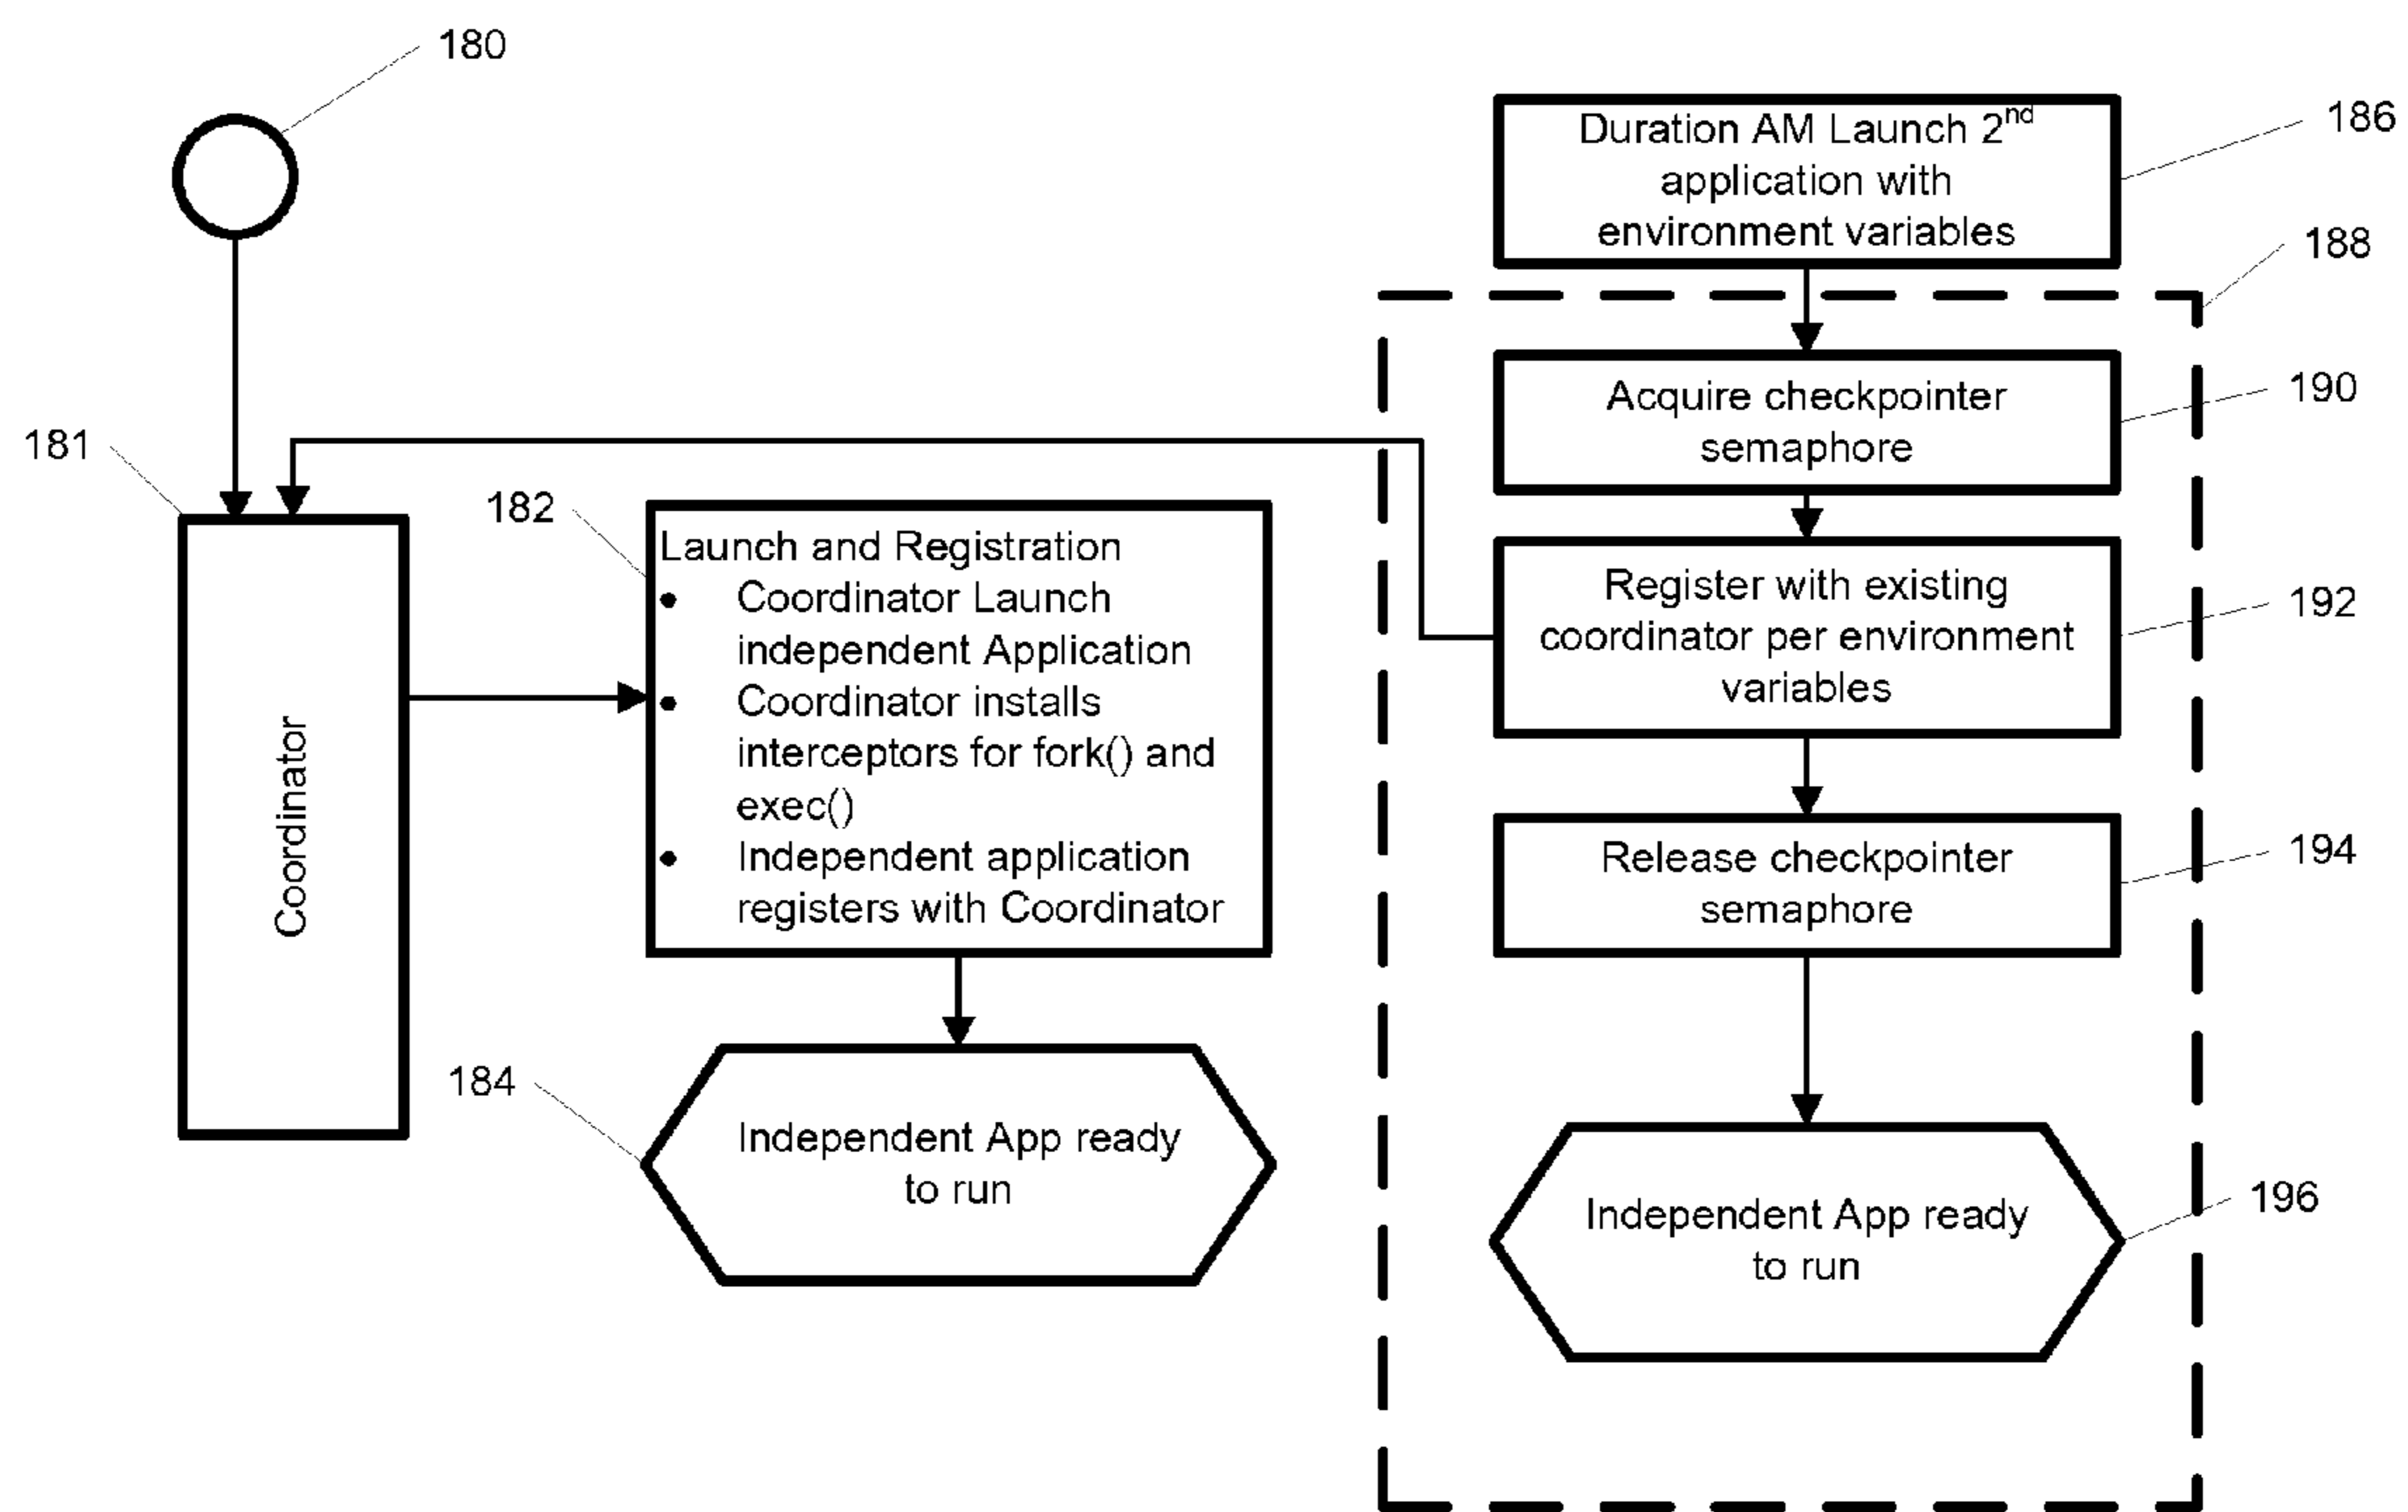 180
Duration AM Launch 2nd
application with
environment variables
186
188
Acquire checkpointer
semaphore
190
181
182
Launch and Registration
• Coordinator Launch
independent Application
• Coordinator installs
interceptors for fork() and
exec()
• Independent application
registers with Coordinator
Register with existing
coordinator per environment
variables
192
Coordinator
Release checkpointer
semaphore
194
184
Independent App ready
to run
Independent App ready
to run
196